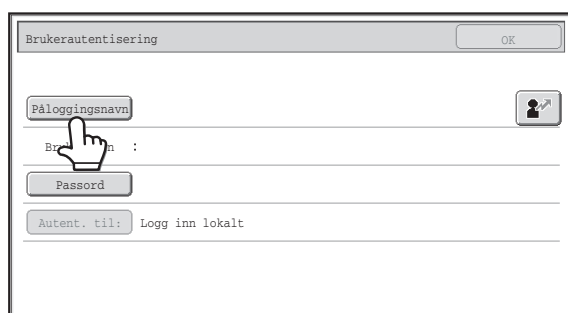 Brukerautentisering OK
Påloggingsnavn
:
Passord
Autent. til: Logg inn lokalt